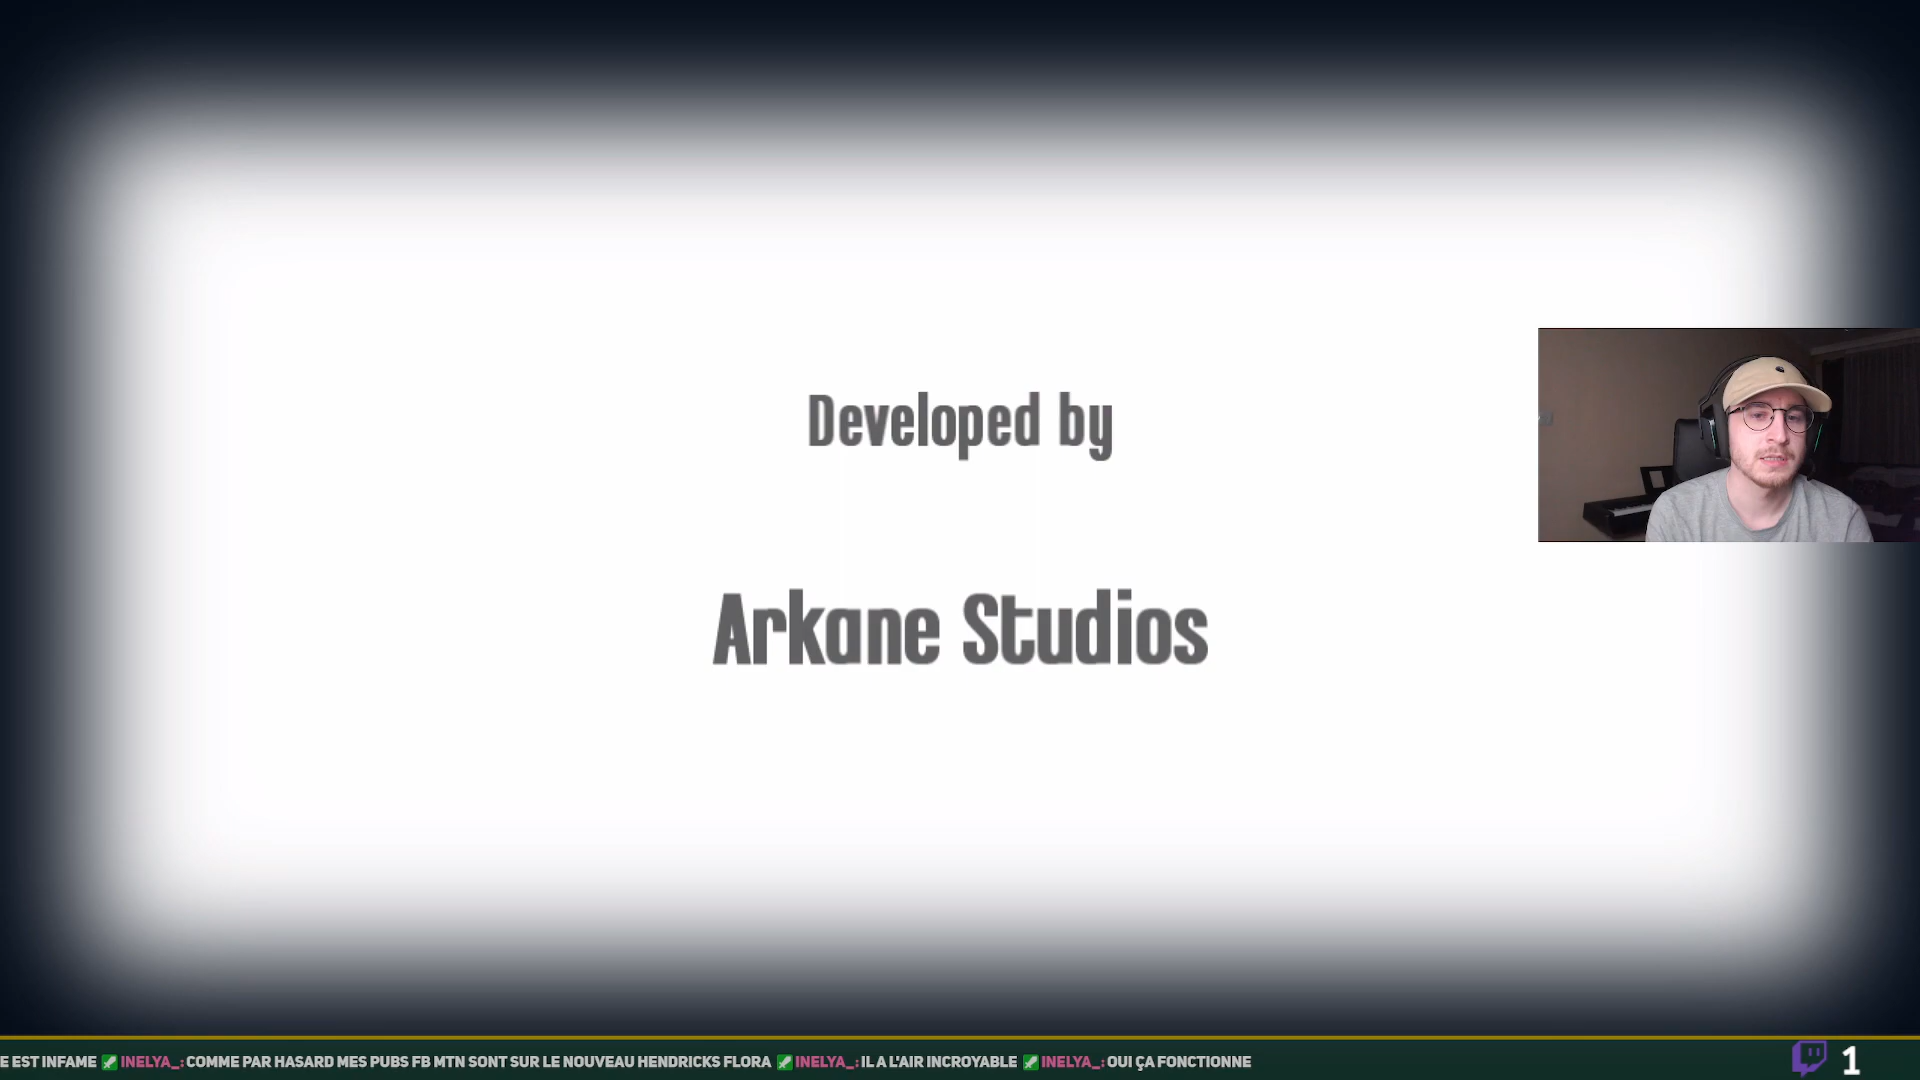 Developed by
Arkane Studios
E EST INFAME INELYA_: COMME PAR HASARD MES PUBS FB MTN SONT SUR LE NOUVEAU HENDRICKS FLORA INELYA_: IL A L'AIR INCROYABLE INELYA_: OUI ÇA FONCTIONNE
1